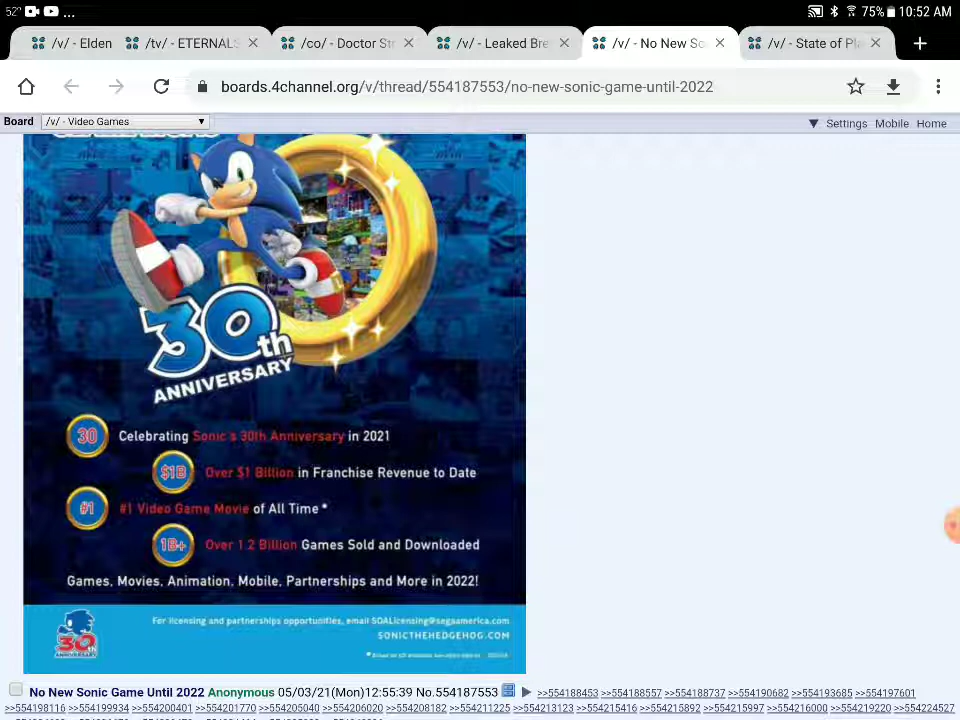 52° ... 75% 10:52 AM
/v/ - Elden /tv/ - ETERNALS /co/ - Doctor Str /v/ - Leaked Bre /v/ - No New So /v/ - State of Pla
boards.4channel.org/v/thread/554187553/no-new-sonic-game-until-2022
Board /v/ - Video Games ▼ Settings Mobile Home
30th
ANNIVERSARY
30 Celebrating Sonic's 30th Anniversary in 2021
$1B Over $1 Billion in Franchise Revenue to Date
#1 #1 Video Game Movie of All Time*
1B+ Over 1.2 Billion Games Sold and Downloaded
Games, Movies, Animation, Mobile, Partnerships and More in 2022!
For licensing and partnerships opportunities, email SOALicensing@segaamerica.com
SONICTHEHEDGEHOG.COM
30
ANNIVERSARY
No New Sonic Game Until 2022 Anonymous 05/03/21(Mon)12:55:39 No.554187553 ▶ >>554188453 >>554188557 >>554188737 >>554190682 >>554193685 >>554197601
>>554198116 >>554199934 >>554200401 >>554201770 >>554205040 >>554206020 >>554208182 >>554211225 >>554213123 >>554215416 >>554215892 >>554215997 >>554216000 >>554219220 >>554224527